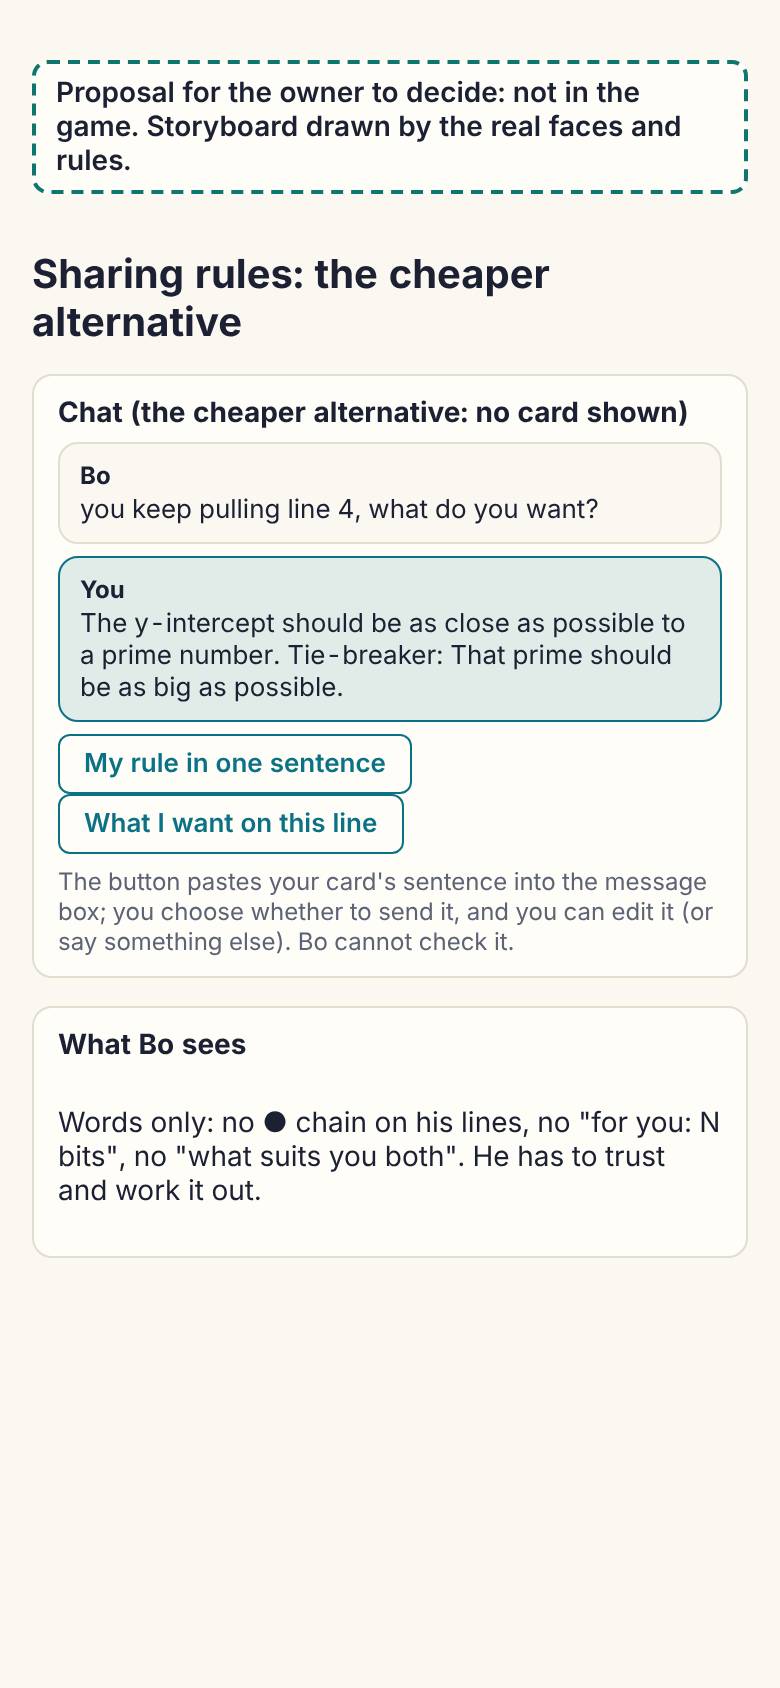 Proposal for the owner to decide: not in the
game. Storyboard drawn by the real faces and
rules.
Sharing rules: the cheaper
alternative
Chat (the cheaper alternative: no card shown)
Bo
you keep pulling line 4, what do you want?
You
The y-intercept should be as close as possible to
a prime number. Tie-breaker: That prime should
be as big as possible.
My rule in one sentence
What I want on this line
The button pastes your card's sentence into the message
box; you choose whether to send it, and you can edit it (or
say something else). Bo cannot check it.
What Bo sees
Words only: no ● chain on his lines, no "for you: N
bits", no "what suits you both". He has to trust
and work it out.